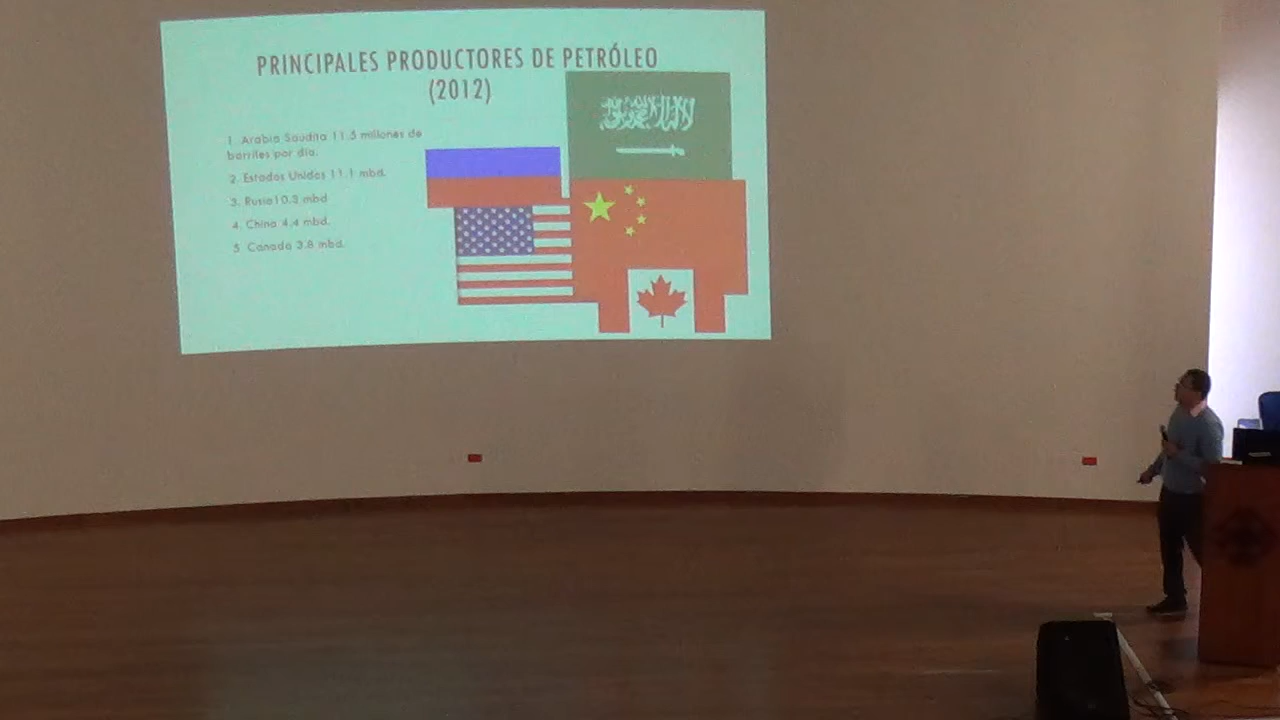 PRINCIPALES PRODUCTORES DE PETRÓLEO
(2012)
1. Arabia Saudita 11.5 millones de
barriles por día.
2. Estados Unidos 11.1 mbd.
3. Rusia10.3 mbd
4. China 4.4 mbd.
5. Canada 3.8 mbd.